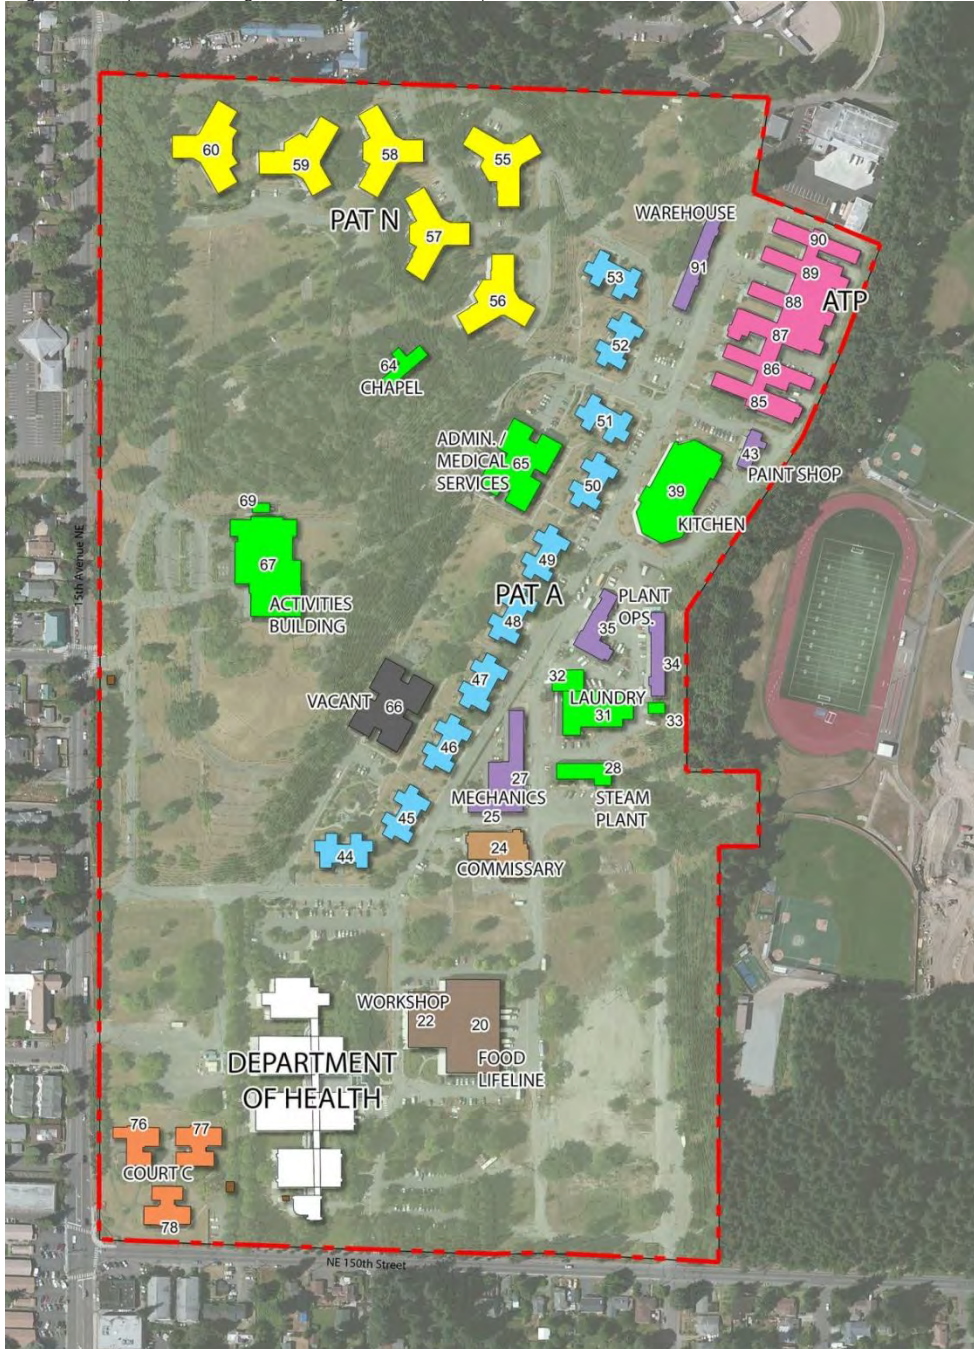 60
59
58
55
PAT N
57
56
WAREHOUSE
91
53
52
90
89
88
ATP
87
86
85
64
CHAPEL
51
ADMIN. /
MEDICAL
SERVICES
65
50
39
KITCHEN
43
PAINT SHOP
69
67
ACTIVITIES
BUILDING
15th Avenue NE
49
PAT A
48
PLANT
OPS.
35
34
47
32
LAUNDRY
31
33
VACANT
66
46
27
MECHANICS
25
28
STEAM
PLANT
45
44
24
COMMISSARY
WORKSHOP
22
20
FOOD
LIFELINE
DEPARTMENT
OF HEALTH
76
77
COURT C
78
NE 150th Street